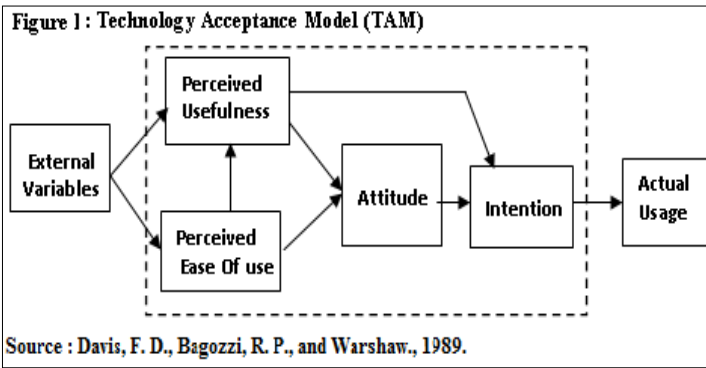 Figure 1 : Technology Acceptance Model (TAM)
Perceived
Usefulness
External
Variables
Perceived
Ease Of use
Attitude
Intention
Actual
Usage
Source : Davis, F. D., Bagozzi, R. P., and Warshaw., 1989.